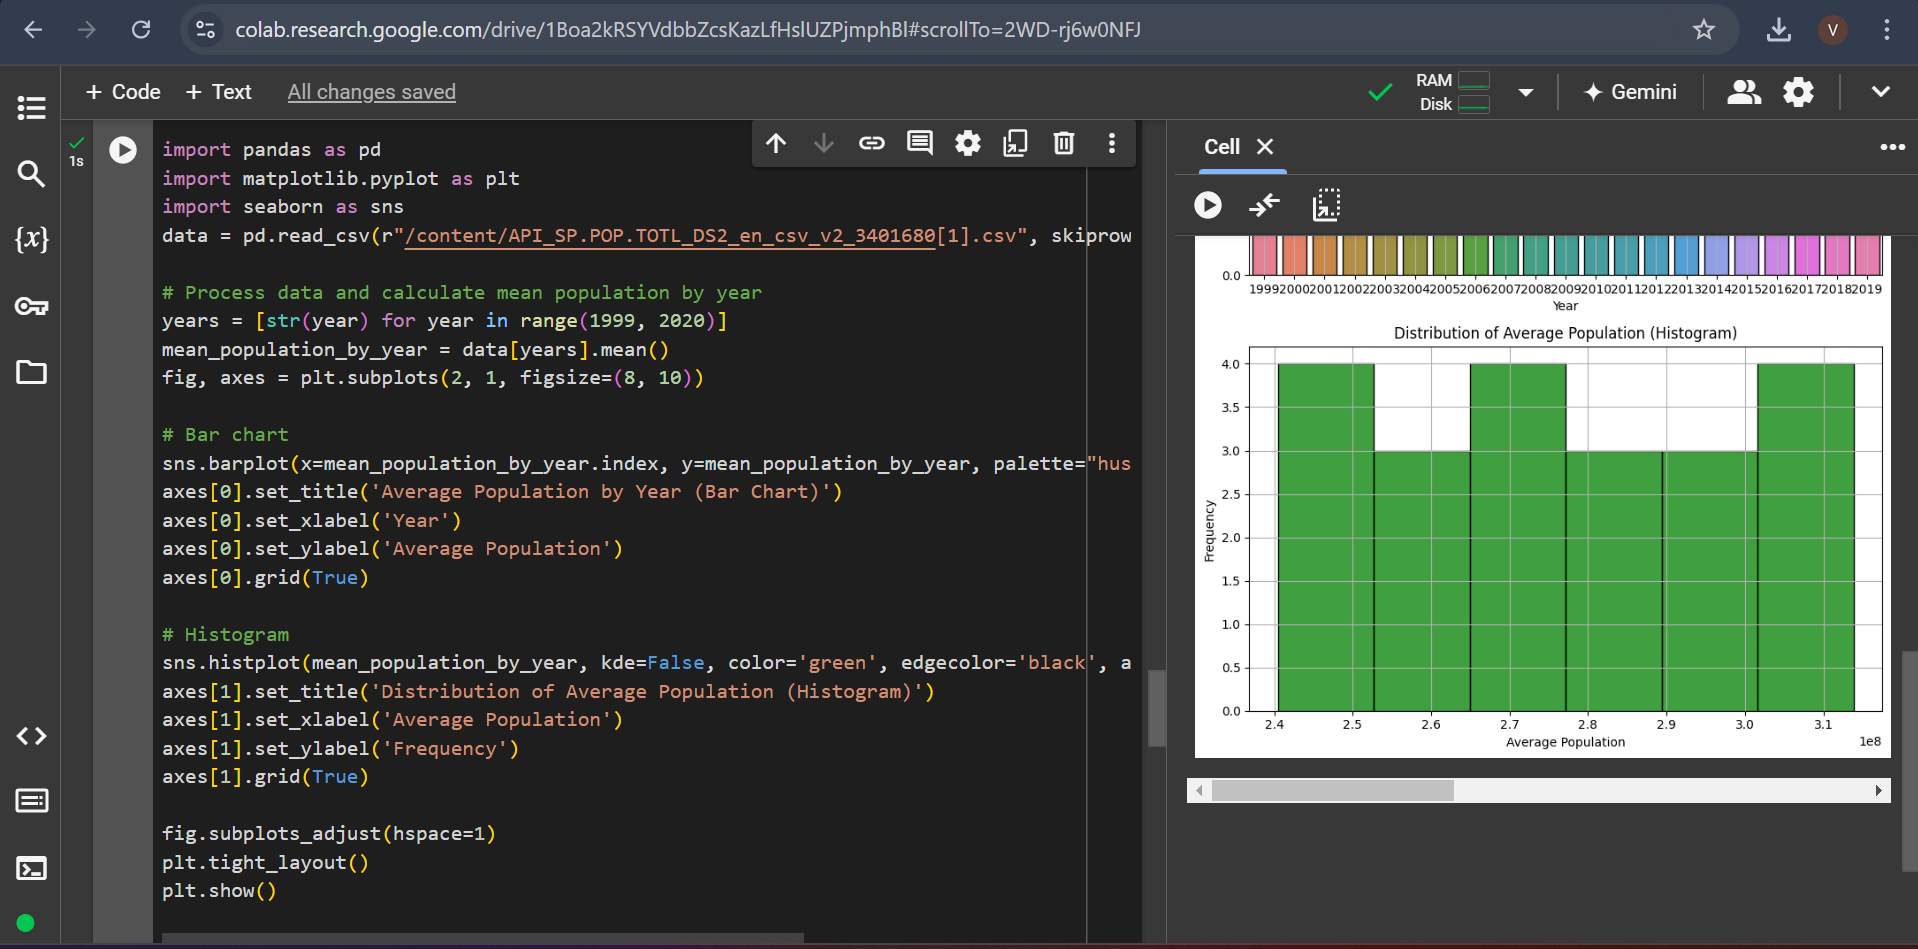 colab.research.google.com/drive/1Boa2kRSYVdbbZcsKazLfHslUZPjmphBl#scrollTo=2WD-rj6w0NFJ
V
+ Code + Text All changes saved
RAM
Disk
Gemini
1s
import pandas as pd
import matplotlib.pyplot as plt
import seaborn as sns
data = pd.read_csv(r"/content/API_SP.POP.TOTL_DS2_en_csv_v2_3401680[1].csv", skiprow
# Process data and calculate mean population by year
years = [str(year) for year in range(1999, 2020)]
mean_population_by_year = data[years].mean()
fig, axes = plt.subplots(2, 1, figsize=(8, 10))
# Bar chart
sns.barplot(x=mean_population_by_year.index, y=mean_population_by_year, palette="hus
axes[0].set_title('Average Population by Year (Bar Chart)')
axes[0].set_xlabel('Year')
axes[0].set_ylabel('Average Population')
axes[0].grid(True)
# Histogram
sns.histplot(mean_population_by_year, kde=False, color='green', edgecolor='black', a
axes[1].set_title('Distribution of Average Population (Histogram)')
axes[1].set_xlabel('Average Population')
axes[1].set_ylabel('Frequency')
axes[1].grid(True)
fig.subplots_adjust(hspace=1)
plt.tight_layout()
plt.show()
Cell
0.0
1999 2000 2001 2002 2003 2004 2005 2006 2007 2008 2009 2010 2011 2012 2013 2014 2015 2016 2017 2018 2019
Year
Distribution of Average Population (Histogram)
4.0
3.5
3.0
2.5
2.0
1.5
1.0
0.5
0.0
Frequency
2.4 2.5 2.6 2.7 2.8 2.9 3.0 3.1
Average Population
1e8